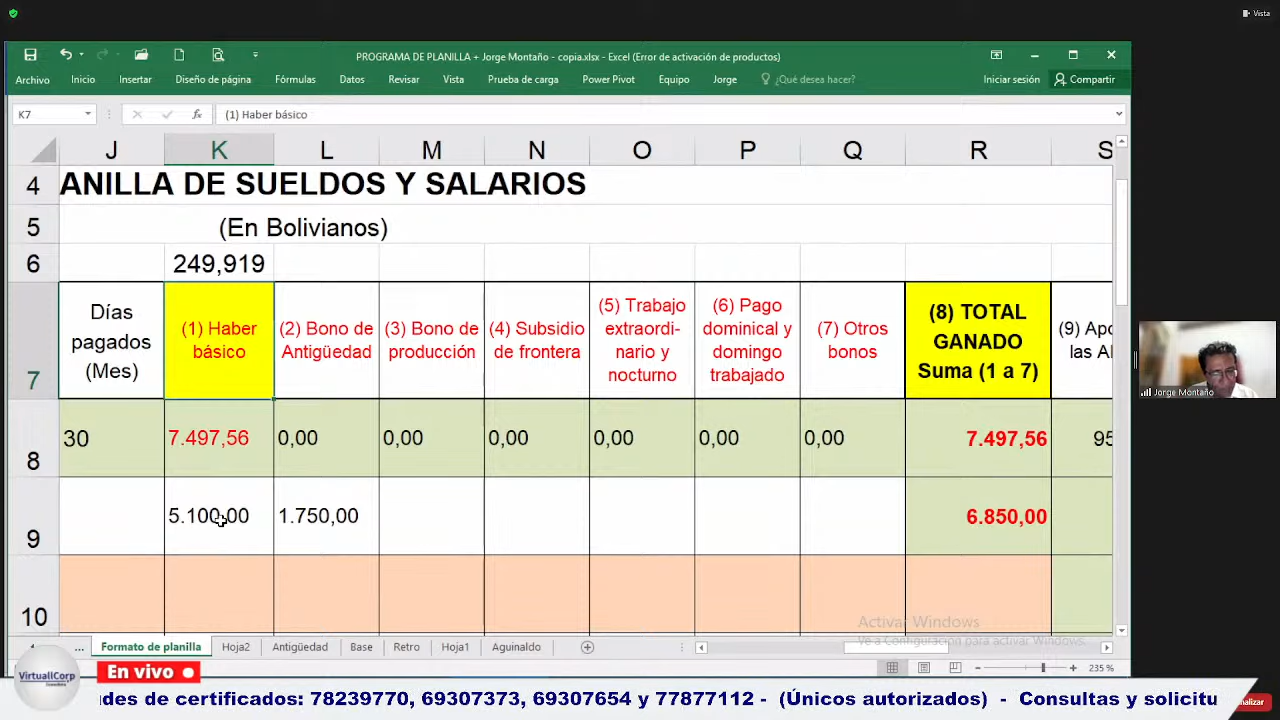 Vista
PROGRAMA DE PLANILLA + Jorge Montaño - copia.xlsx - Excel (Error de activación de productos)
Archivo Inicio Insertar Diseño de página Fórmulas Datos Revisar Vista Prueba de carga Power Pivot Equipo Jorge ¿Qué desea hacer? Iniciar sesión Compartir
K7 fx (1) Haber básico
J K L M N O P Q R S
4 ANILLA DE SUELDOS Y SALARIOS
5 (En Bolivianos)
6 249,919
7
Días pagados (Mes)
(1) Haber básico
(2) Bono de Antigüedad
(3) Bono de producción
(4) Subsidio de frontera
(5) Trabajo extraordi-nario y nocturno
(6) Pago dominical y domingo trabajado
(7) Otros bonos
(8) TOTAL GANADO Suma (1 a 7)
(9) Apo las A
8 30 7.497,56 0,00 0,00 0,00 0,00 0,00 0,00 7.497,56 95
9 5.100,00 1.750,00 6.850,00
10
Jorge Montaño
Activar Windows
Ve a Configuración para activar Windows.
... Formato de planilla Hoja2 Antigüedad Base Retro Hoja1 Aguinaldo
235 %
VirtuallCorp
En vivo
des de certificados: 78239770, 69307373, 69307654 y 77877112 - (Únicos autorizados) - Consultas y solicitu
alizar